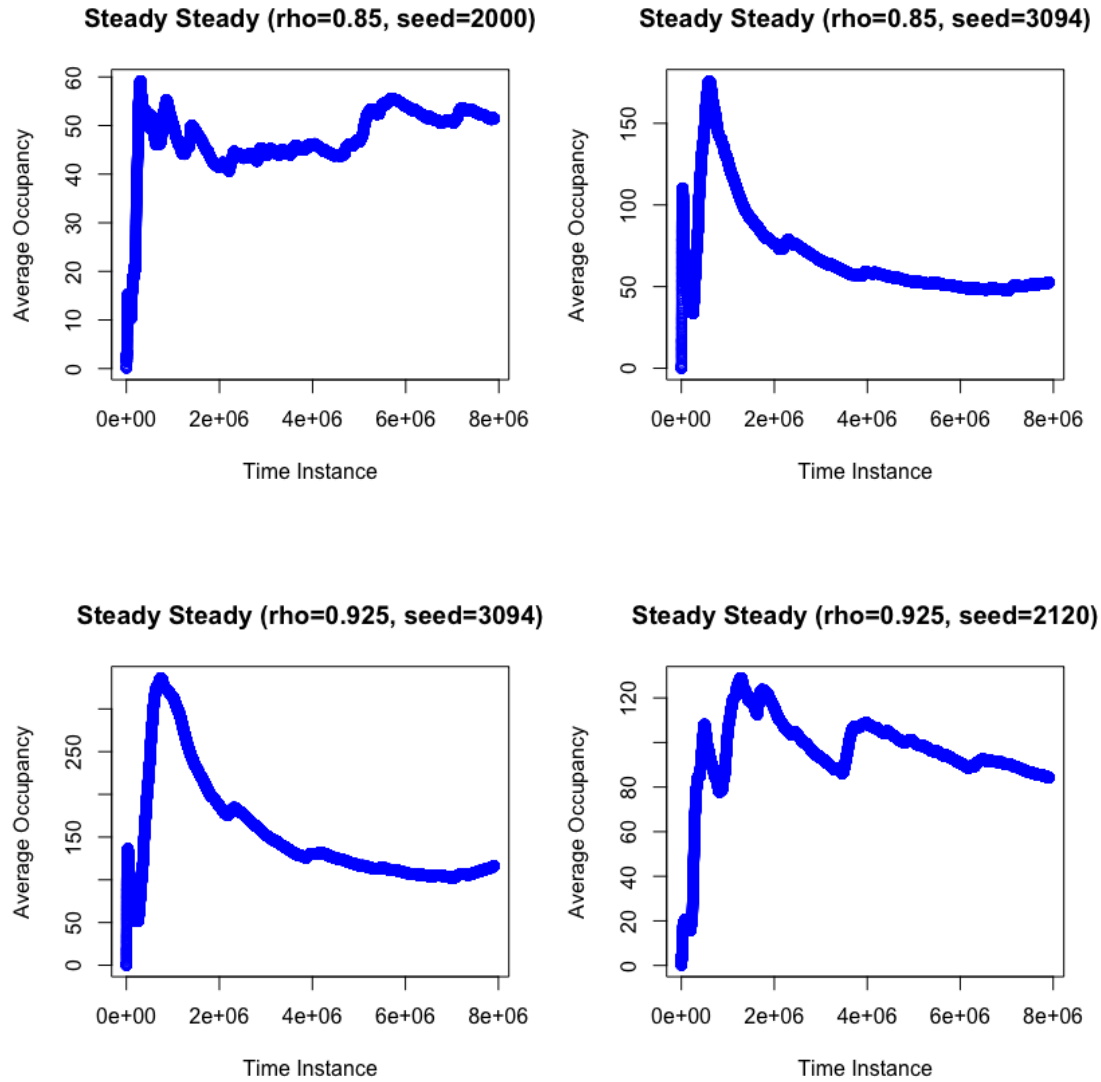 Steady Steady (rho=0.85, seed=2000)
Average Occupancy
60
50
40
30
20
10
0
0e+00 2e+06 4e+06 6e+06 8e+06
Time Instance
Steady Steady (rho=0.85, seed=3094)
Average Occupancy
150
100
50
0
0e+00 2e+06 4e+06 6e+06 8e+06
Time Instance
Steady Steady (rho=0.925, seed=3094)
Average Occupancy
250
150
50
0
0e+00 2e+06 4e+06 6e+06 8e+06
Time Instance
Steady Steady (rho=0.925, seed=2120)
Average Occupancy
120
80
60
40
20
0
0e+00 2e+06 4e+06 6e+06 8e+06
Time Instance